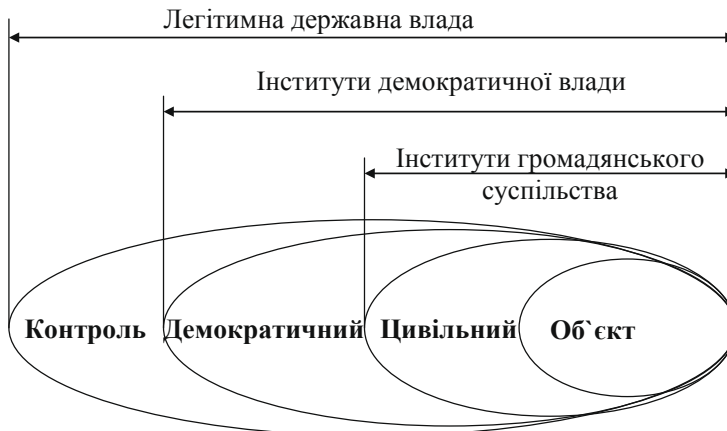 Легітимна державна влада
Інститути демократичної влади
Інститути громадянського
суспільства
Контроль Демократичний Цивільний Об`єкт